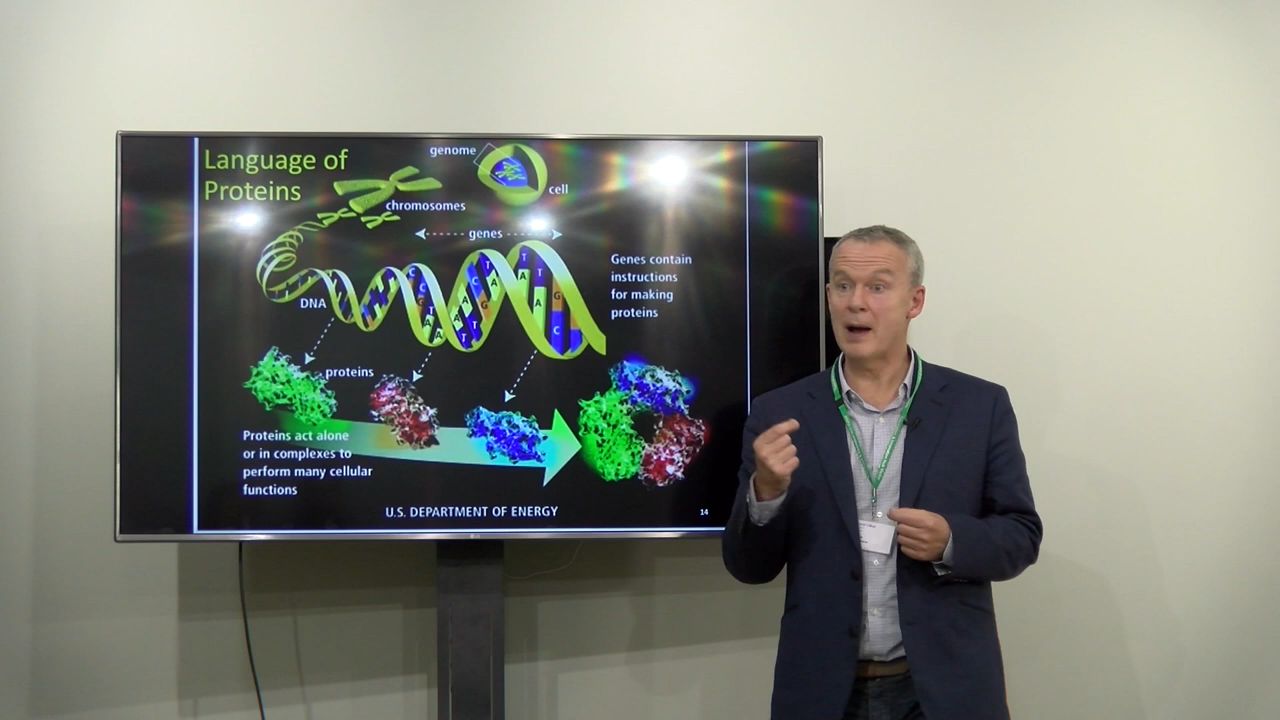 Language of
Proteins
genome
cell
chromosomes
genes
Genes contain
instructions
for making
proteins
DNA
proteins
Proteins act alone
or in complexes to
perform many cellular
functions
U.S. DEPARTMENT OF ENERGY
14